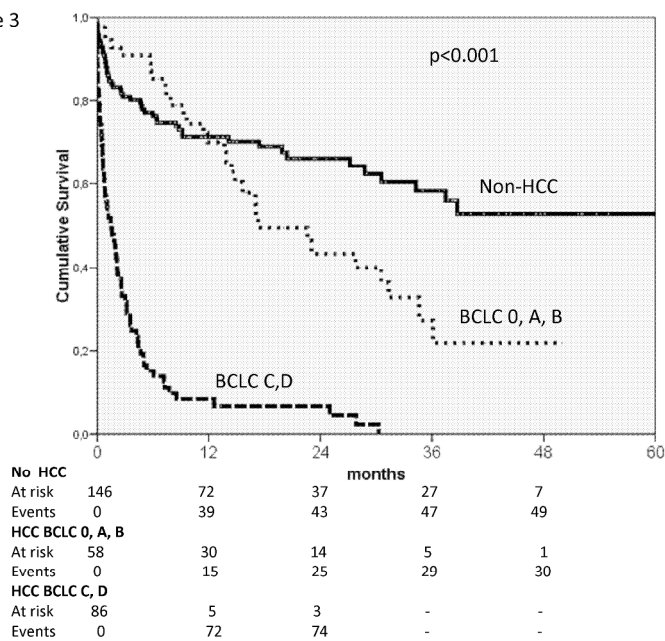 e 3
1,0
p<0.001
0,8
Cumulative Survival
0,6
Non-HCC
0,4
BCLC 0, A, B
0,2
BCLC C,D
0,0
0 12 24 36 48 60
months
No HCC
At risk 146 72 37 27 7
Events 0 39 43 47 49
HCC BCLC 0, A, B
At risk 58 30 14 5 1
Events 0 15 25 29 30
HCC BCLC C, D
At risk 86 5 3 - -
Events 0 72 74 - -